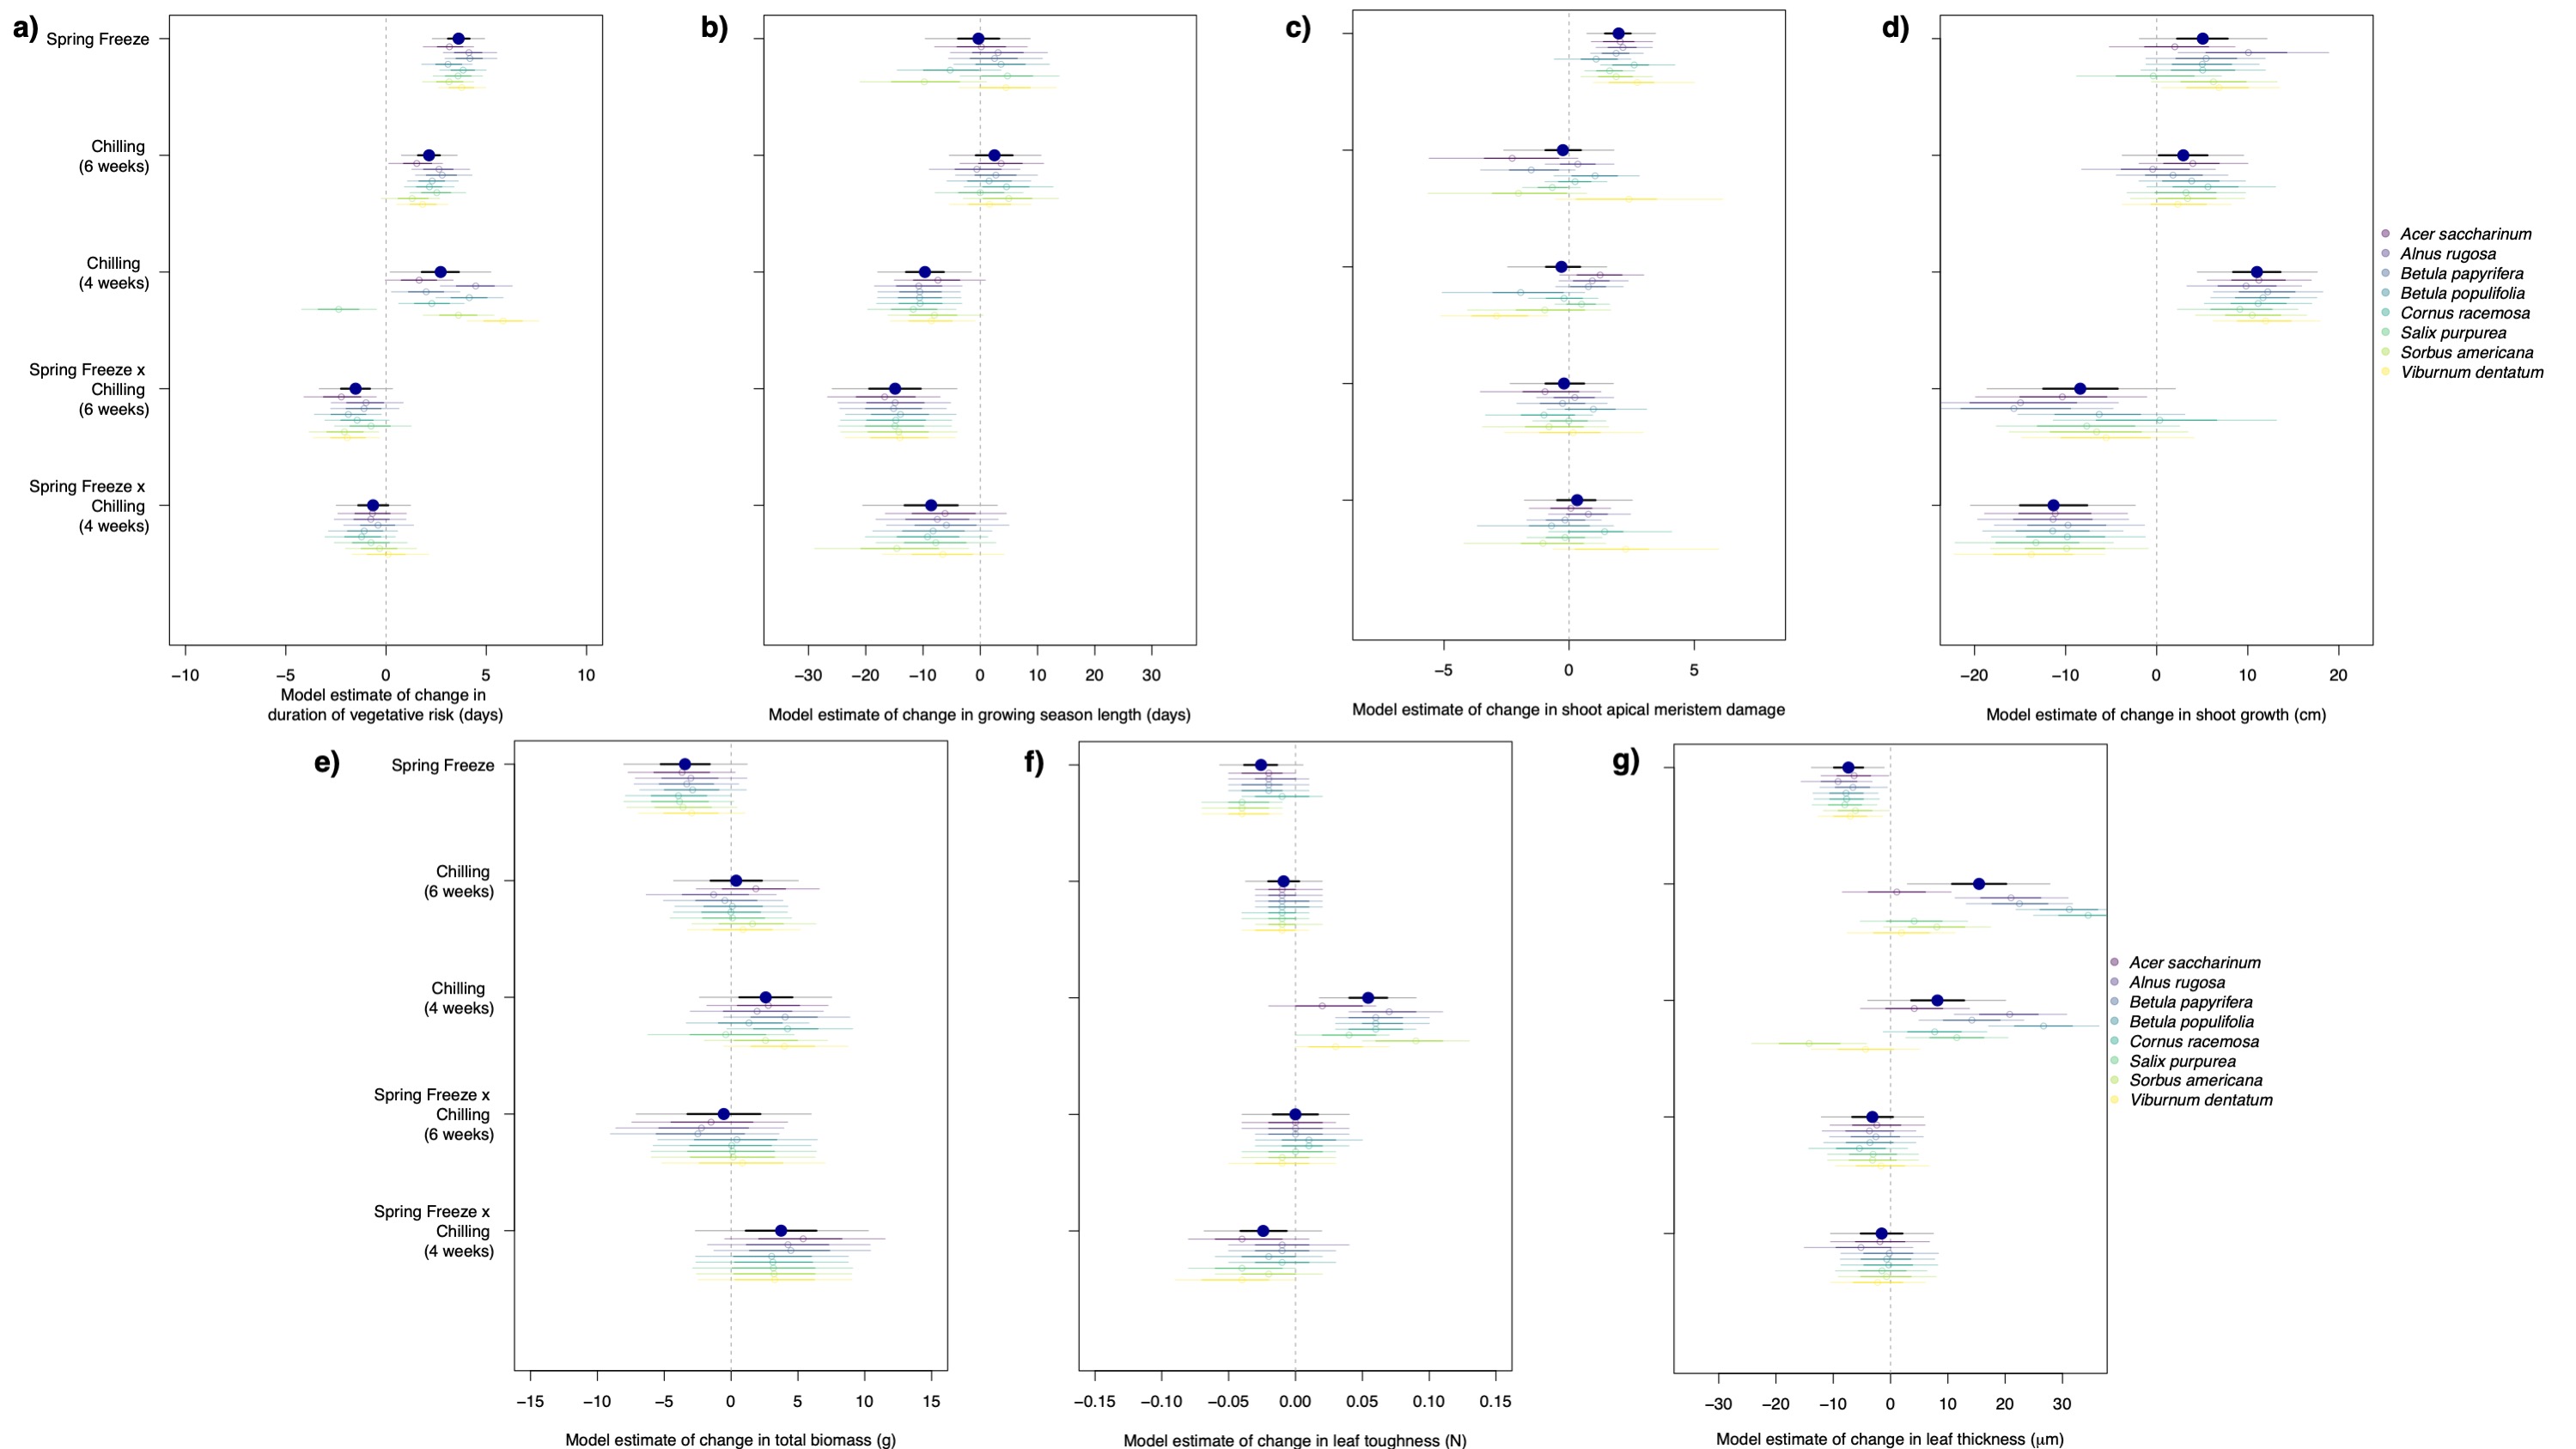 a)
Spring Freeze
Chilling
(6 weeks)
Chilling
(4 weeks)
Spring Freeze x
Chilling
(6 weeks)
Spring Freeze x
Chilling
(4 weeks)
−10 −5 0 5 10
Model estimate of change in
duration of vegetative risk (days)
b)
−30 −20 −10 0 10 20 30
Model estimate of change in growing season length (days)
c)
−5 0 5
Model estimate of change in shoot apical meristem damage
d)
−20 −10 0 10 20
Model estimate of change in shoot growth (cm)
Acer saccharinum
Alnus rugosa
Betula papyrifera
Betula populifolia
Cornus racemosa
Salix purpurea
Sorbus americana
Viburnum dentatum
e)
Spring Freeze
Chilling
(6 weeks)
Chilling
(4 weeks)
Spring Freeze x
Chilling
(6 weeks)
Spring Freeze x
Chilling
(4 weeks)
−15 −10 −5 0 5 10 15
Model estimate of change in total biomass (g)
f)
−0.15 −0.10 −0.05 0.00 0.05 0.10 0.15
Model estimate of change in leaf toughness (N)
g)
−30 −20 −10 0 10 20 30
Model estimate of change in leaf thickness (μm)
Acer saccharinum
Alnus rugosa
Betula papyrifera
Betula populifolia
Cornus racemosa
Salix purpurea
Sorbus americana
Viburnum dentatum